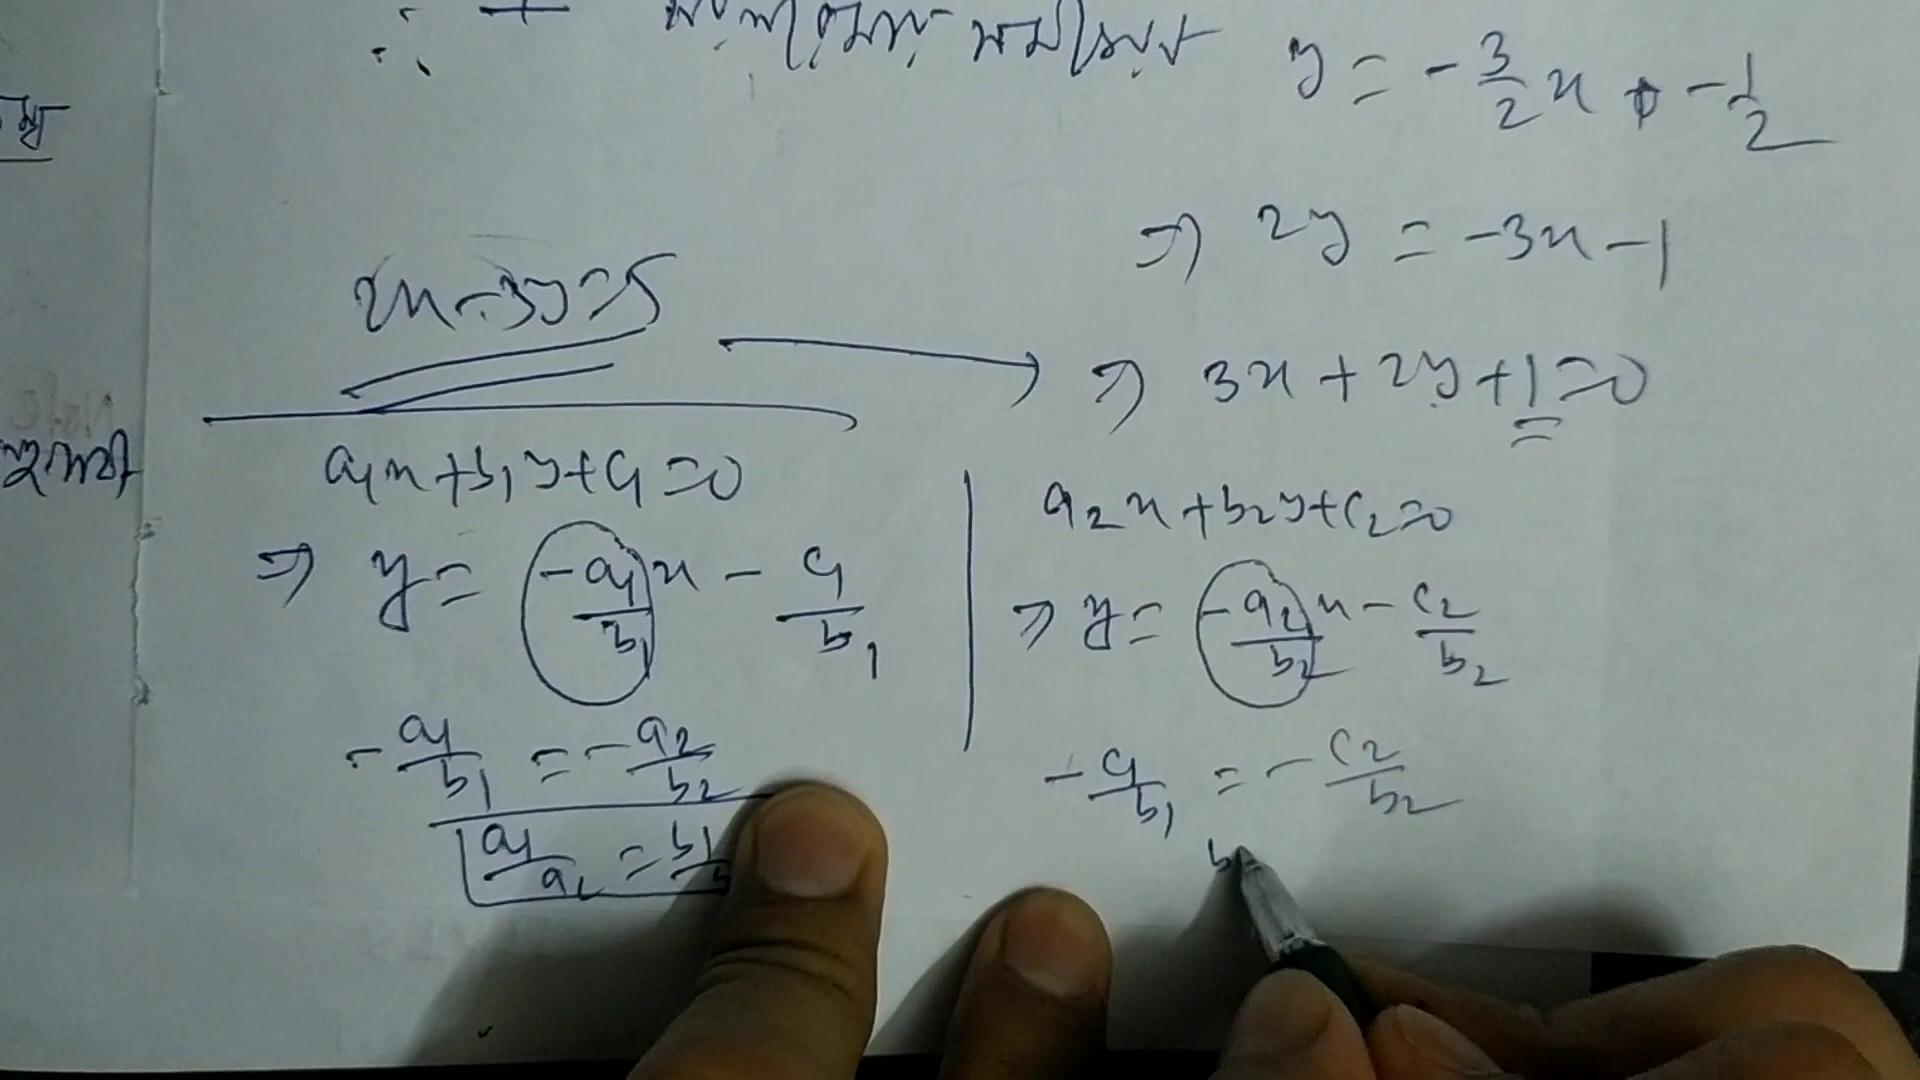 y = -3/2 x + -1/2
⇒ 2y = -3x - 1
2x-3y=5
⇒ 3x + 2y + 1 = 0
a₁x + b₁y + c₁ = 0
a₂x + b₂y + c₂ = 0
⇒ y = -a₁/b₁ x - c₁/b₁
⇒ y = -a₂/b₂ x - c₂/b₂
-a₁/b₁ = -a₂/b₂
-c₁/b₁ = -c₂/b₂
a₁/a₂ = b₁/b
b